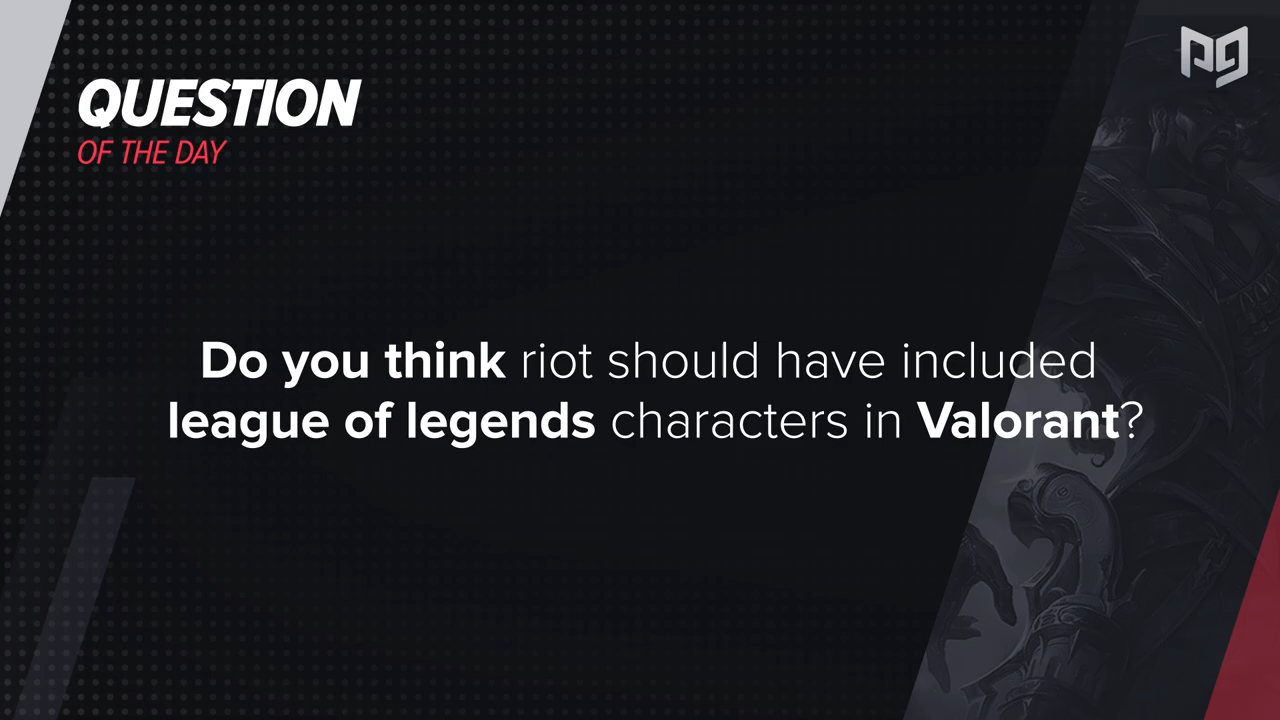 QUESTION
OF THE DAY
Do you think riot should have included
league of legends characters in Valorant?